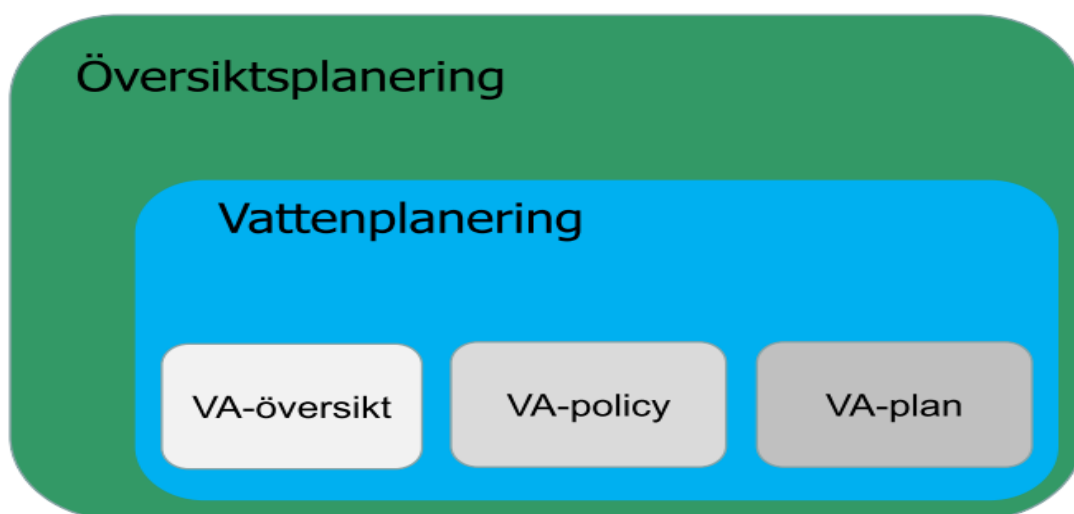 Översiktsplanering
Vattenplanering
VA-översikt
VA-policy
VA-plan